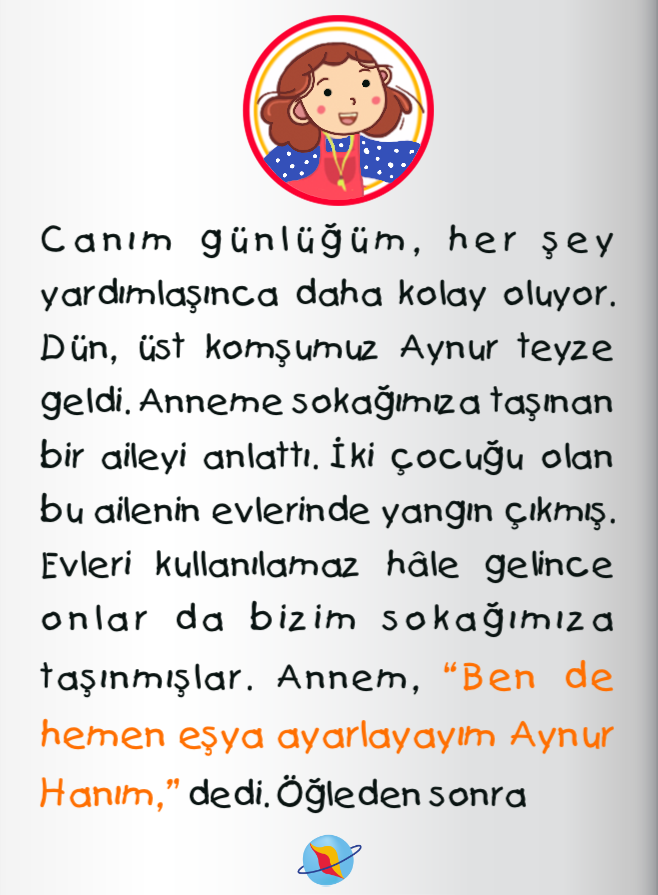 Canım günlüğüm, her şey
yardımlaşınca daha kolay oluyor.
Dün, üst komşumuz Aynur teyze
geldi. Anneme sokağımıza taşınan
bir aileyi anlattı. İki çocuğu olan
bu ailenin evlerinde yangın çıkmış.
Evleri kullanılamaz hâle gelince
onlar da bizim sokağımıza
taşınmışlar. Annem, “Ben de
hemen eşya ayarlayayım Aynur
Hanım,” dedi. Öğleden sonra